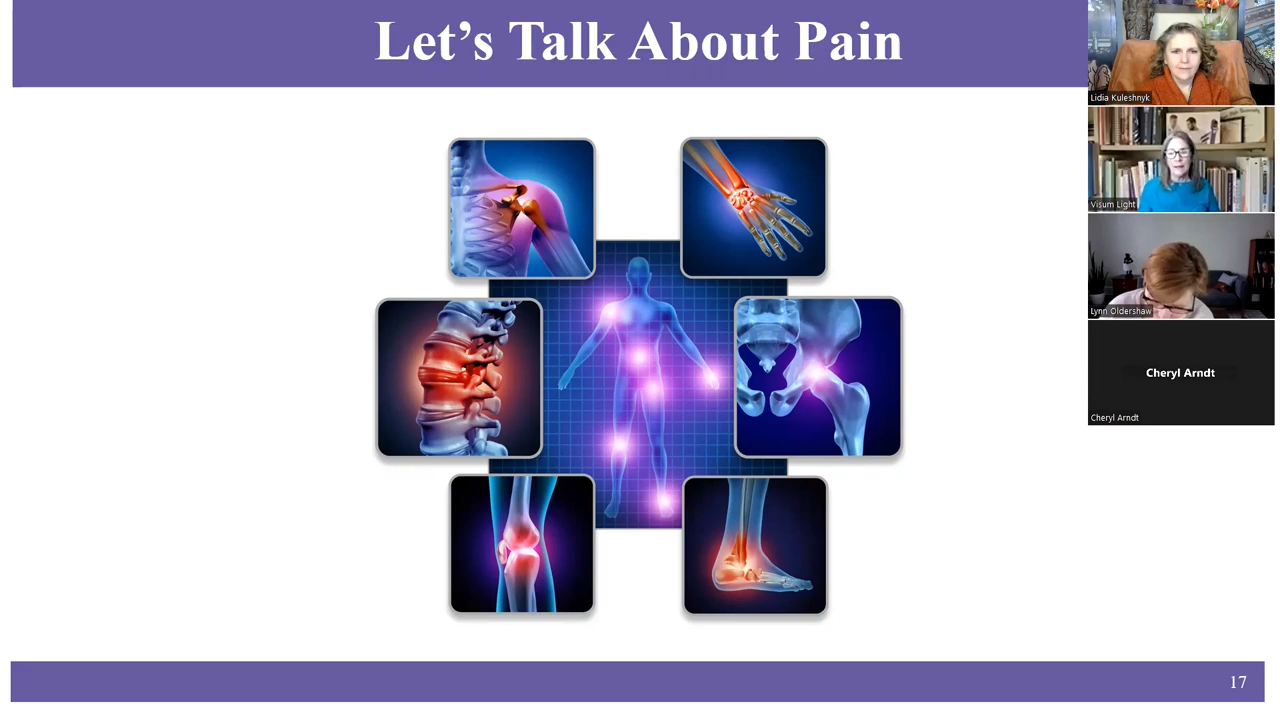 Let's Talk About Pain
Lidia Kuleshnyk
Visum Light
Lynn Oldershaw
Cheryl Arndt
Cheryl Arndt
17